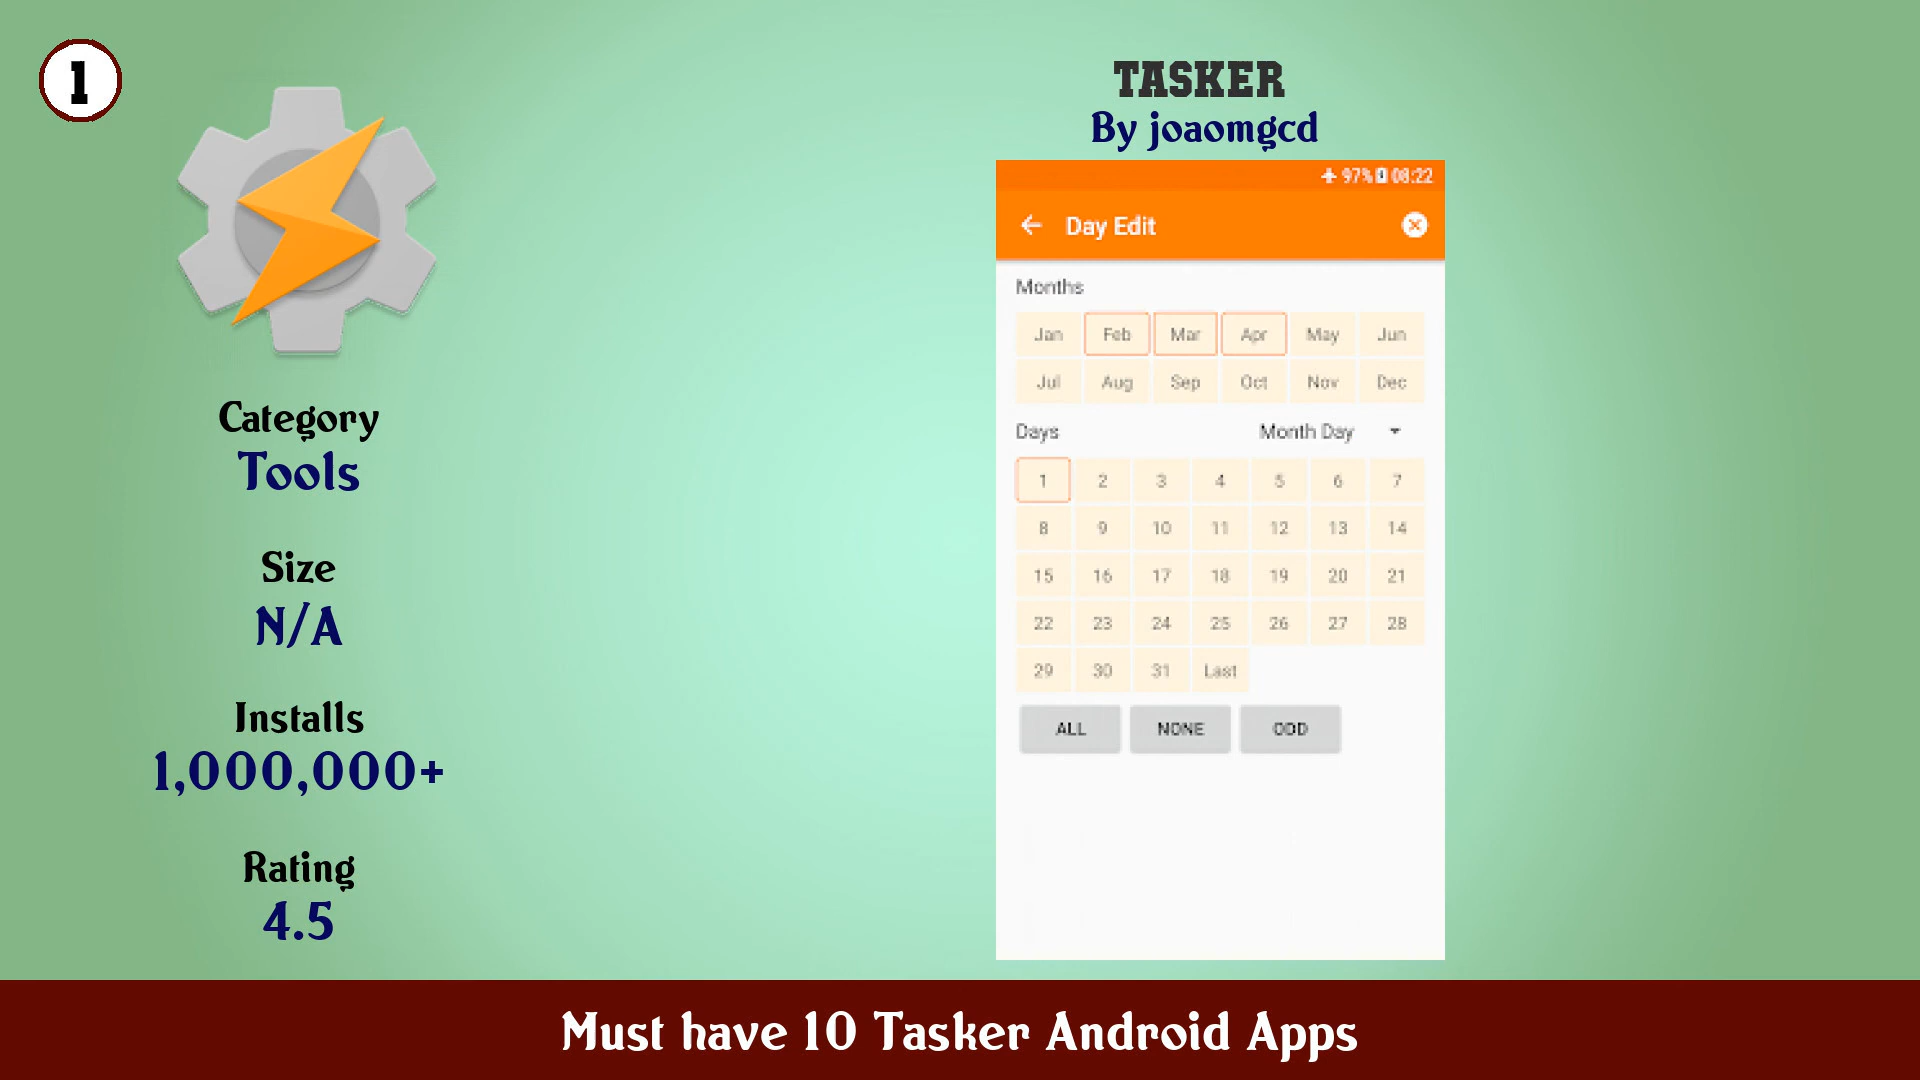 1
TASKER
By joaomgcd
97% 08:22
Day Edit
Months
Jan Feb Mar Apr May Jun
Jul Aug Sep Oct Nov Dec
Days Month Day
1 2 3 4 5 6 7
8 9 10 11 12 13 14
15 16 17 18 19 20 21
22 23 24 25 26 27 28
29 30 31 Last
ALL NONE ODD
Category
Tools
Size
N/A
Installs
1,000,000+
Rating
4.5
Must have 10 Tasker Android Apps